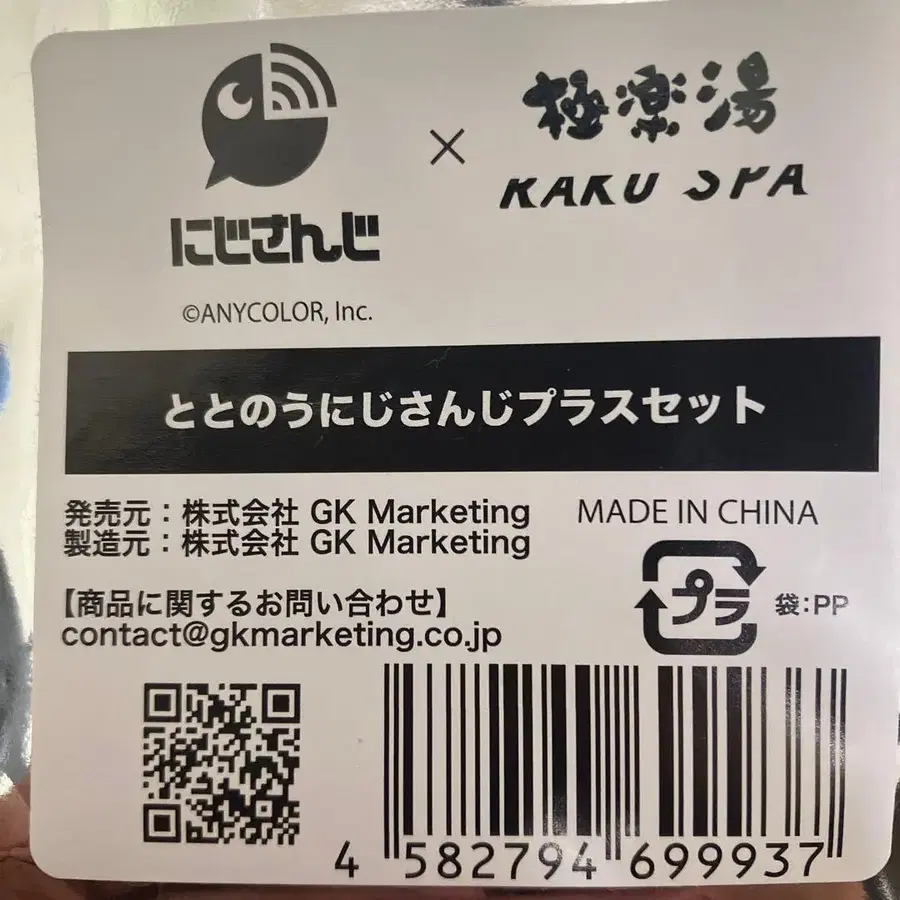 にじさんじ
©ANYCOLOR, Inc.
×
極楽湯
RAKU SPA
ととのうにじさんじプラスセット
発売元：株式会社 GK Marketing
製造元：株式会社 GK Marketing
MADE IN CHINA
プラ
袋:PP
【商品に関するお問い合わせ】
contact@gkmarketing.co.jp
4 582794 699937